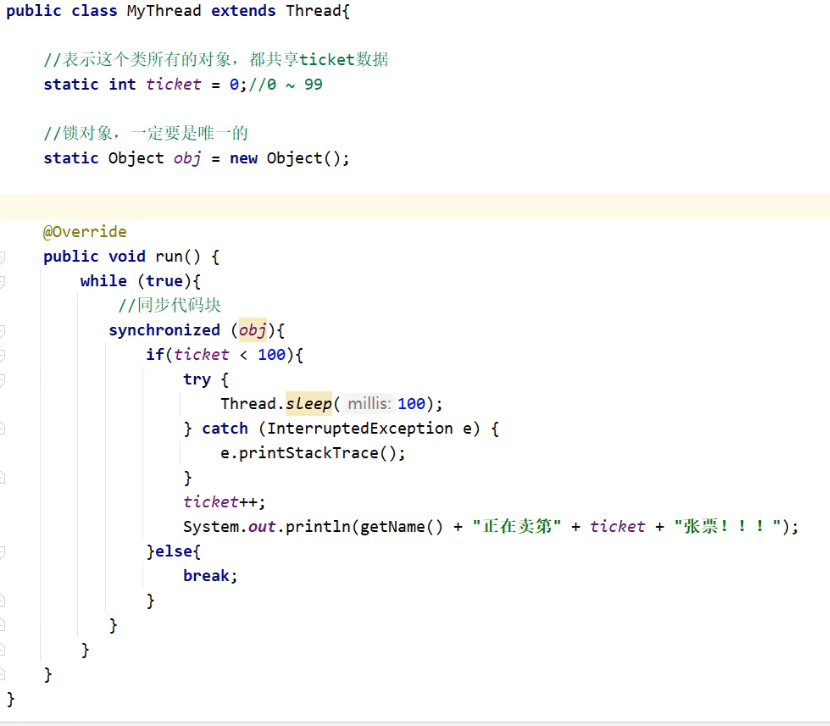 public class MyThread extends Thread{
//表示这个类所有的对象，都共享ticket数据
static int ticket = 0;//0 ~ 99
//锁对象，一定要是唯一的
static Object obj = new Object();
@Override
public void run() {
while (true){
//同步代码块
synchronized (obj){
if(ticket < 100){
try {
Thread.sleep( millis: 100);
} catch (InterruptedException e) {
e.printStackTrace();
}
ticket++;
System.out.println(getName() + "正在卖第" + ticket + "张票！！！");
}else{
break;
}
}
}
}
}